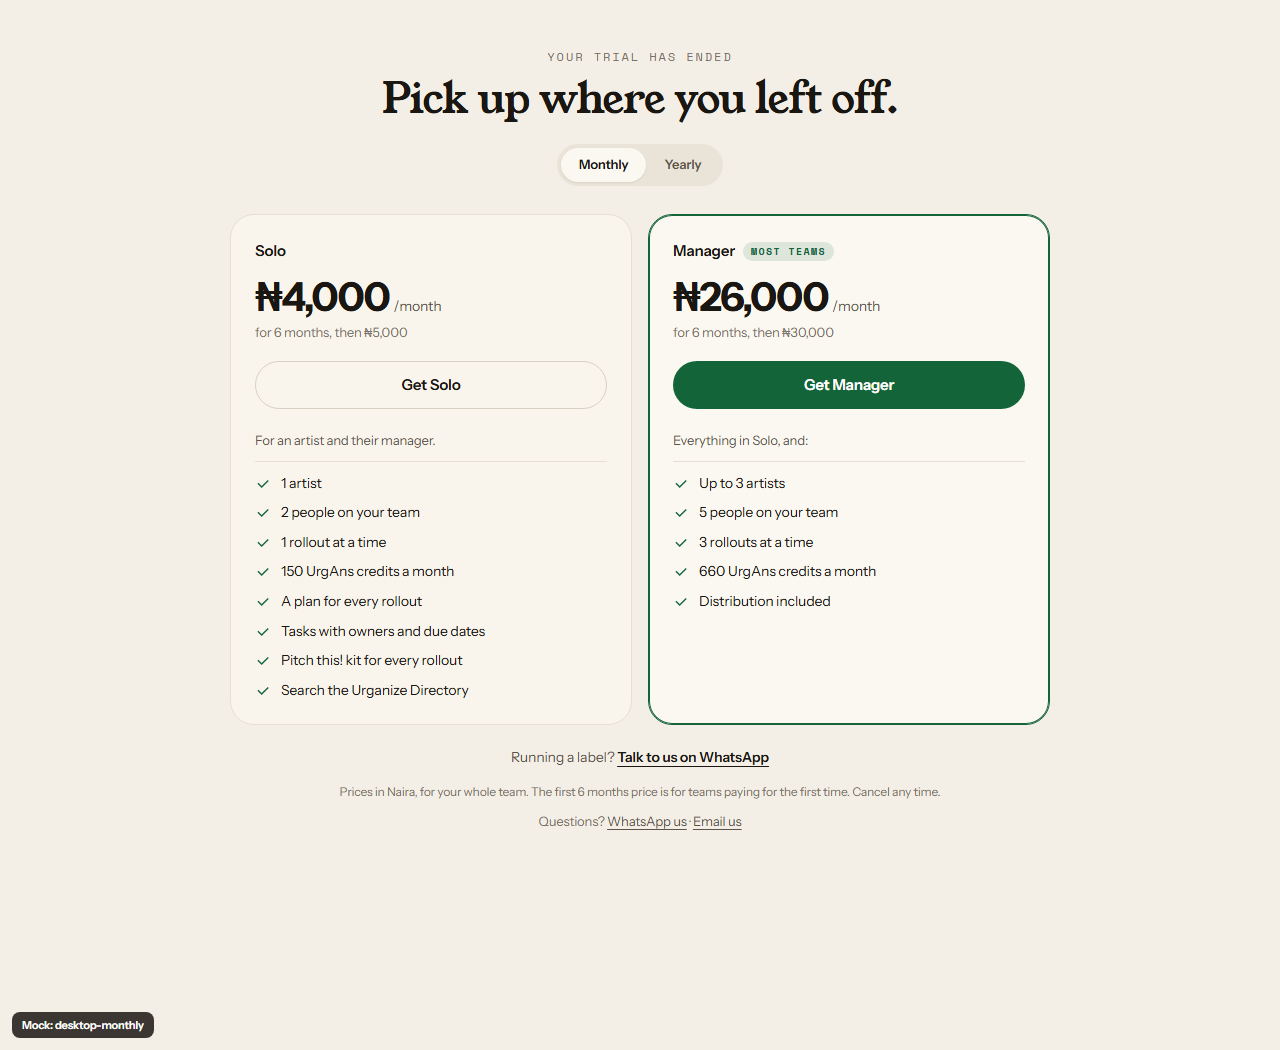 YOUR TRIAL HAS ENDED
Pick up where you left off.
Monthly Yearly
Solo
₦4,000 /month
for 6 months, then ₦5,000
Get Solo
For an artist and their manager.
1 artist
2 people on your team
1 rollout at a time
150 UrgAns credits a month
A plan for every rollout
Tasks with owners and due dates
Pitch this! kit for every rollout
Search the Urganize Directory
Manager MOST TEAMS
₦26,000 /month
for 6 months, then ₦30,000
Get Manager
Everything in Solo, and:
Up to 3 artists
5 people on your team
3 rollouts at a time
660 UrgAns credits a month
Distribution included
Running a label? Talk to us on WhatsApp
Prices in Naira, for your whole team. The first 6 months price is for teams paying for the first time. Cancel any time.
Questions? WhatsApp us · Email us
Mock: desktop-monthly